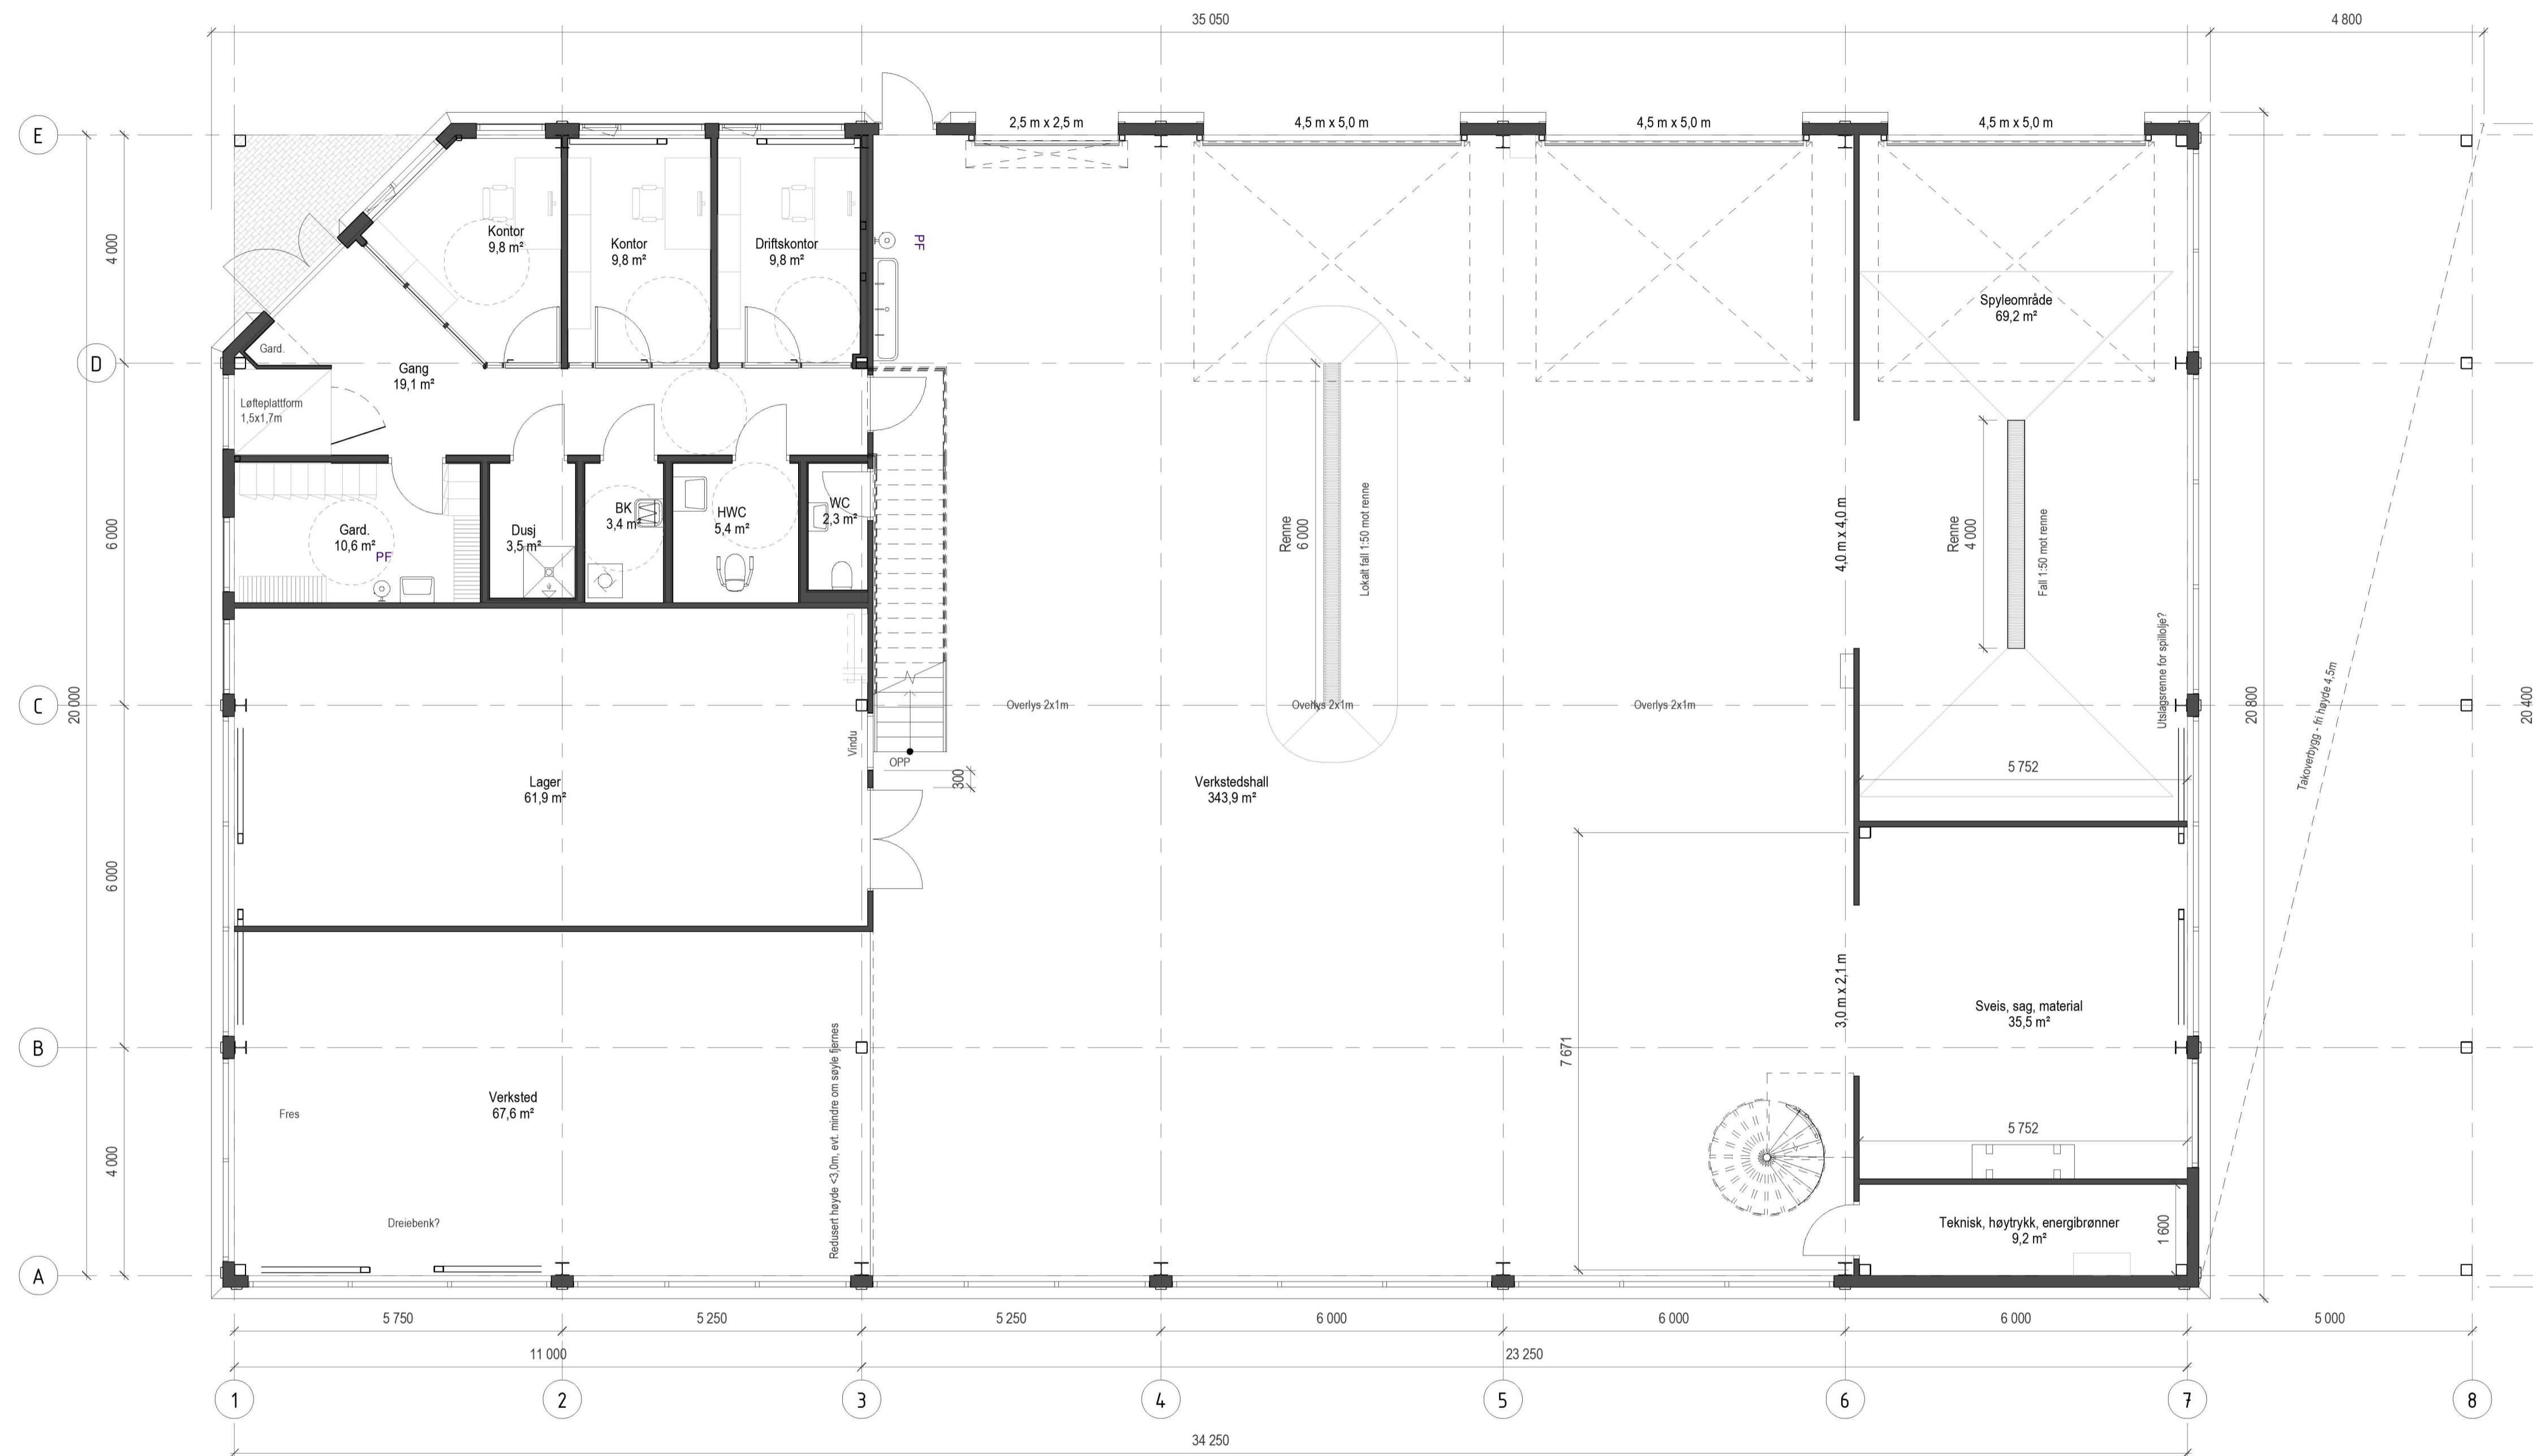 35 050
4 800
E
2,5 m x 2,5 m
4,5 m x 5,0 m
4,5 m x 5,0 m
4,5 m x 5,0 m
4 000
Kontor
9,8 m²
Kontor
9,8 m²
Driftskontor
9,8 m²
PF
Spyleområde
69,2 m²
D
Gard.
Gang
19,1 m²
Løfteplattform
1,5x1,7m
6 000
Gard.
10,6 m²
PF
Dusj
3,5 m²
BK
3,4 m²
HWC
5,4 m²
WC
2,3 m²
Renne
6 000
Lokalt fall 1:50 mot renne
4,0 m x 4,0 m
Renne
4 000
Fall 1:50 mot renne
Utslagsrenne for spillolje?
C
20 000
Overlys 2x1m
Overlys 2x1m
Overlys 2x1m
20 800
Takoverbygg - fri høyde 4,5m
20 400
Vindu
OPP
300
Lager
61,9 m²
Verkstedshall
343,9 m²
5 752
6 000
3,0 m x 2,1 m
Sveis, sag, material
35,5 m²
B
7 671
Redusert høyde <3,0m, evt. mindre om søyle fjernes
Verksted
67,6 m²
Fres
5 752
4 000
Dreiebenk?
Teknisk, høytrykk, energibrønner
9,2 m²
1 600
A
5 750
5 250
5 250
6 000
6 000
6 000
5 000
11 000
23 250
1
2
3
4
5
6
7
8
34 250